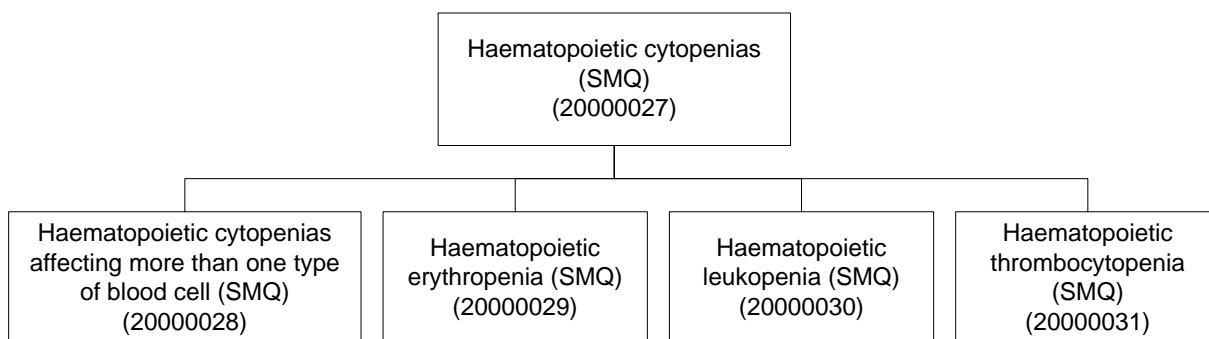 Haematopoietic cytopenias
(SMQ)
(20000027)
Haematopoietic cytopenias
affecting more than one type
of blood cell (SMQ)
(20000028)
Haematopoietic
erythropenia (SMQ)
(20000029)
Haematopoietic
leukopenia (SMQ)
(20000030)
Haematopoietic
thrombocytopenia
(SMQ)
(20000031)